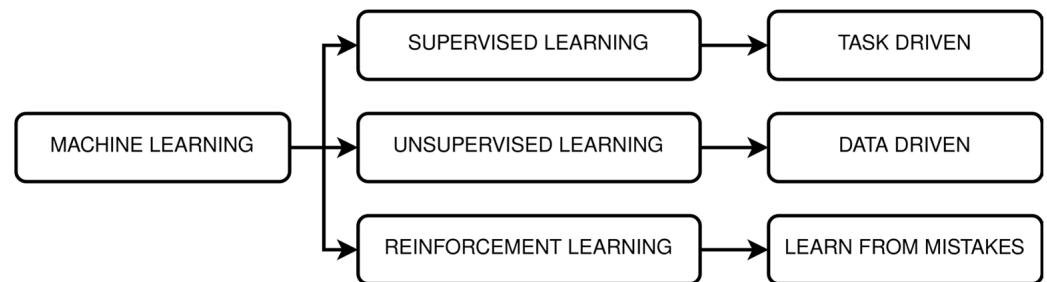 SUPERVISED LEARNING
TASK DRIVEN
MACHINE LEARNING
UNSUPERVISED LEARNING
DATA DRIVEN
REINFORCEMENT LEARNING
LEARN FROM MISTAKES